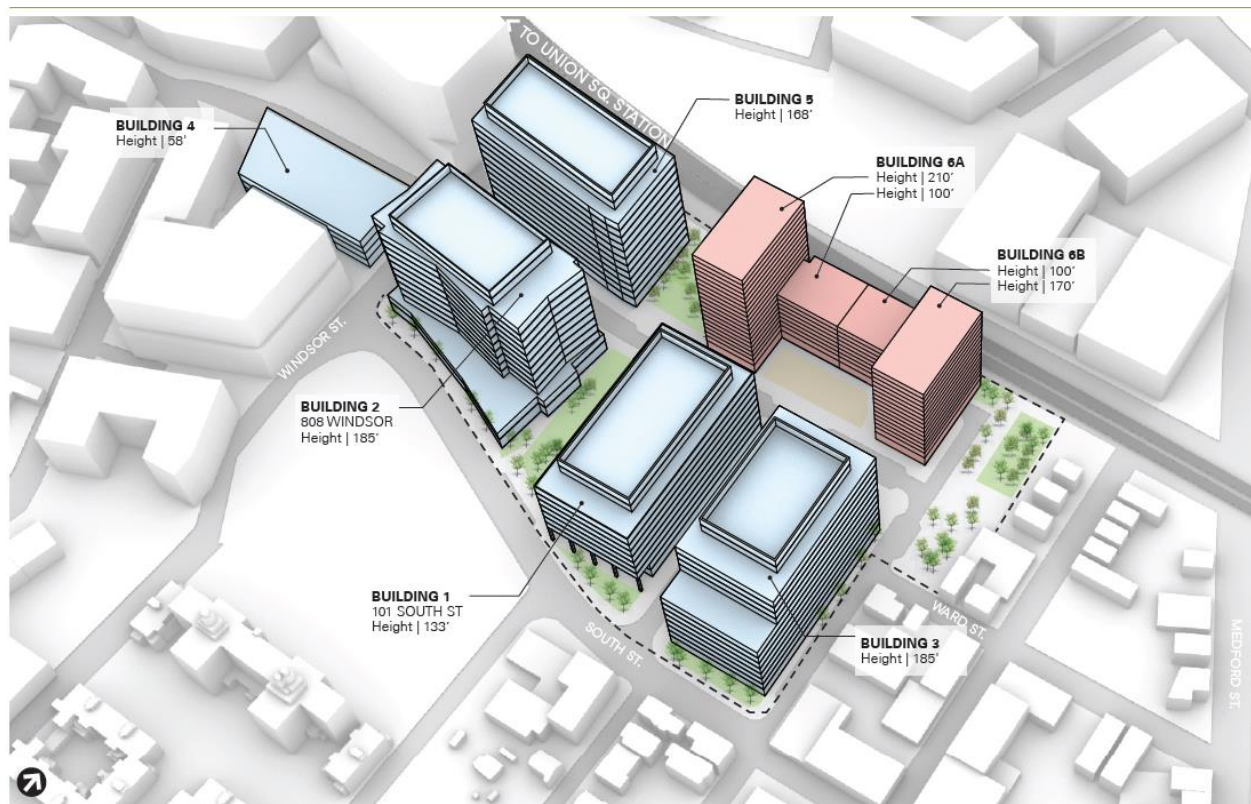 TO UNION SQ. STATION
BUILDING 5
Height | 168'
BUILDING 4
Height | 58'
BUILDING 6A
Height | 210'
Height | 100'
BUILDING 6B
Height | 100'
Height | 170'
WINDSOR ST.
BUILDING 2
808 WINDSOR
Height | 185'
BUILDING 1
101 SOUTH ST
Height | 133'
SOUTH ST.
WARD ST.
BUILDING 3
Height | 185'
MEDFORD ST.